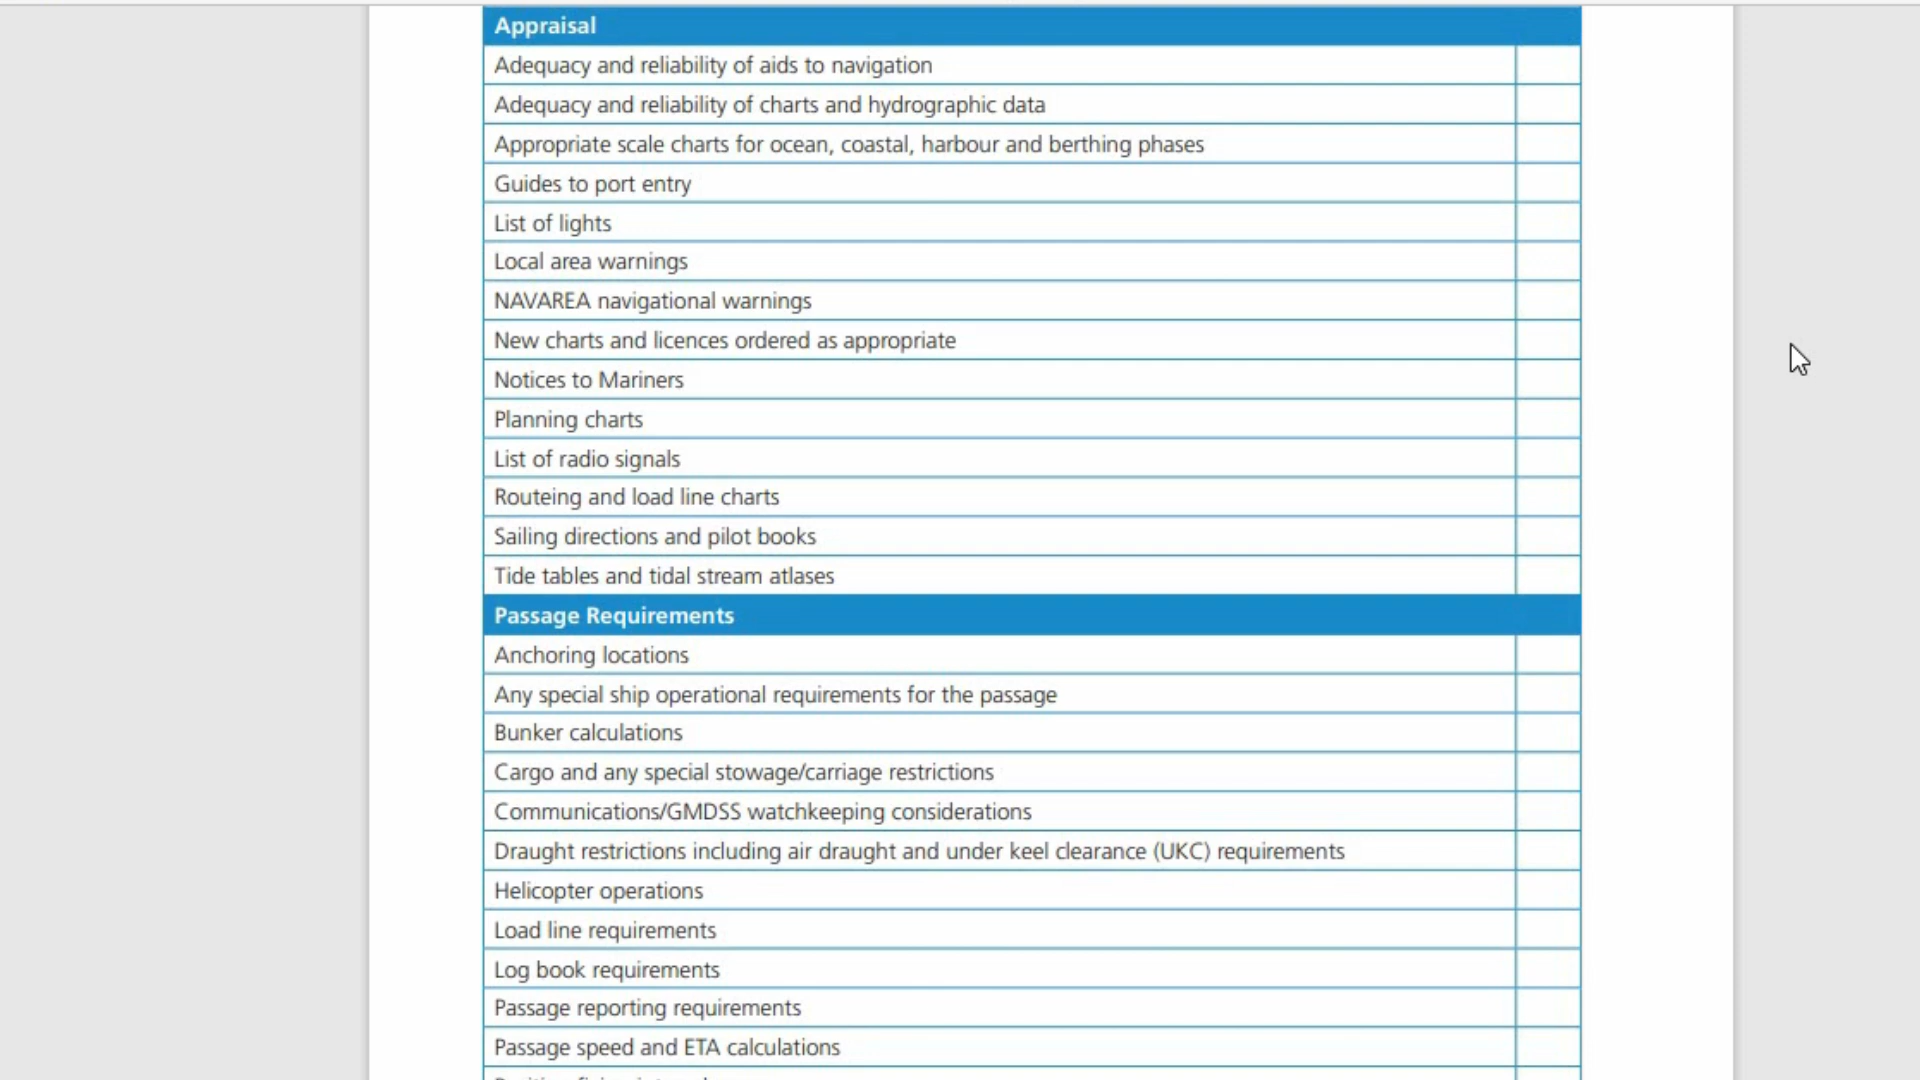 Appraisal
Adequacy and reliability of aids to navigation
Adequacy and reliability of charts and hydrographic data
Appropriate scale charts for ocean, coastal, harbour and berthing phases
Guides to port entry
List of lights
Local area warnings
NAVAREA navigational warnings
New charts and licences ordered as appropriate
Notices to Mariners
Planning charts
List of radio signals
Routeing and load line charts
Sailing directions and pilot books
Tide tables and tidal stream atlases
Passage Requirements
Anchoring locations
Any special ship operational requirements for the passage
Bunker calculations
Cargo and any special stowage/carriage restrictions
Communications/GMDSS watchkeeping considerations
Draught restrictions including air draught and under keel clearance (UKC) requirements
Helicopter operations
Load line requirements
Log book requirements
Passage reporting requirements
Passage speed and ETA calculations